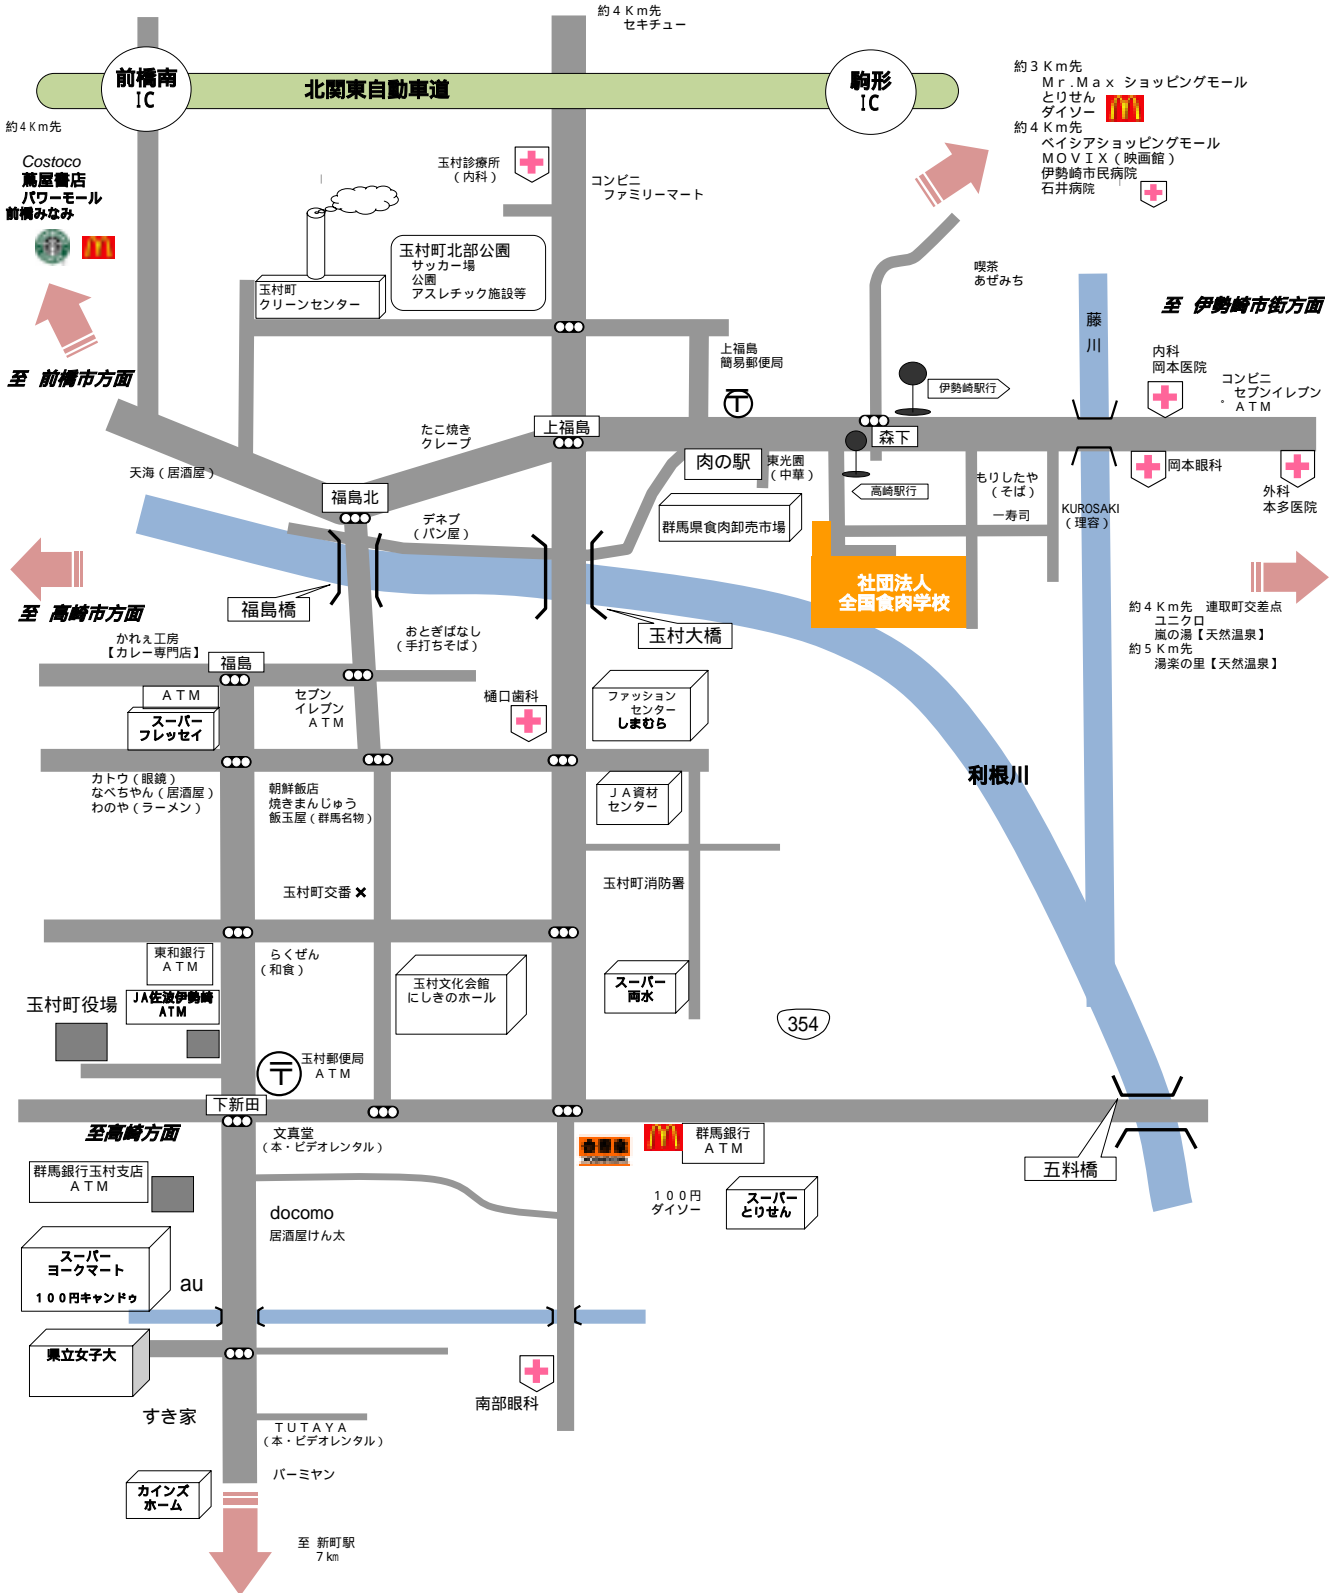 約４Ｋｍ先
セキチュー
前橋南
IC
北関東自動車道
駒形
IC
約３Ｋｍ先
Ｍｒ.Ｍａｘ ショッピングモール
とりせん
ダイソー
約４Ｋｍ先
ベイシアショッピングモール
ＭＯＶＩＸ（映画館）
伊勢崎市民病院
石井病院
約４Ｋｍ先
Costoco
蔦屋書店
パワーモール
前橋みなみ
玉村診療所
（内科）
コンビニ
ファミリーマート
玉村町北部公園
サッカー場
公園
アスレチック施設等
玉村町
クリーンセンター
喫茶
あぜみち
至 伊勢崎市街方面
藤
川
上福島
簡易郵便局
内科
岡本医院
コンビニ
セブンイレブン
ＡＴＭ
至 前橋市方面
伊勢崎駅行
たこ焼き
クレープ
上福島
森下
天海（居酒屋）
肉の駅
東光園
（中華）
岡本眼科
高崎駅行
もりしたや
（そば）
一寿司
外科
本多医院
福島北
デネブ
（パン屋）
群馬県食肉卸売市場
KUROSAKI
（理容）
社団法人
全国食肉学校
福島橋
至 高崎市方面
玉村大橋
おとぎばなし
（手打ちそば）
約４Ｋｍ先　連取町交差点
ユニクロ
嵐の湯【天然温泉】
約５Ｋｍ先
湯楽の里【天然温泉】
かれぇ工房
【カレー専門店】
福島
ＡＴＭ
スーパー
フレッセイ
セブン
イレブン
ＡＴＭ
樋口歯科
ファッション
センター
しまむら
カトウ（眼鏡）
なべちやん（居酒屋）
わのや（ラーメン）
朝鮮飯店
焼きまんじゅう
飯玉屋（群馬名物）
ＪＡ資材
センター
利根川
玉村町交番
玉村町消防署
東和銀行
ＡＴＭ
らくぜん
（和食）
玉村文化会館
にしきのホール
スーパー
両水
玉村町役場
JA佐波伊勢崎
ATM
354
玉村郵便局
ＡＴＭ
下新田
至高崎方面
文真堂
（本・ビデオレンタル）
群馬銀行
ＡＴＭ
五料橋
群馬銀行玉村支店
ＡＴＭ
１００円
ダイソー
スーパー
とりせん
docomo
居酒屋けん太
スーパー
ヨークマート
１００円キャンドゥ
au
県立女子大
すき家
南部眼科
ＴＵＴＡＹＡ
（本・ビデオレンタル）
バーミヤン
カインズ
ホーム
至 新町駅
７㎞